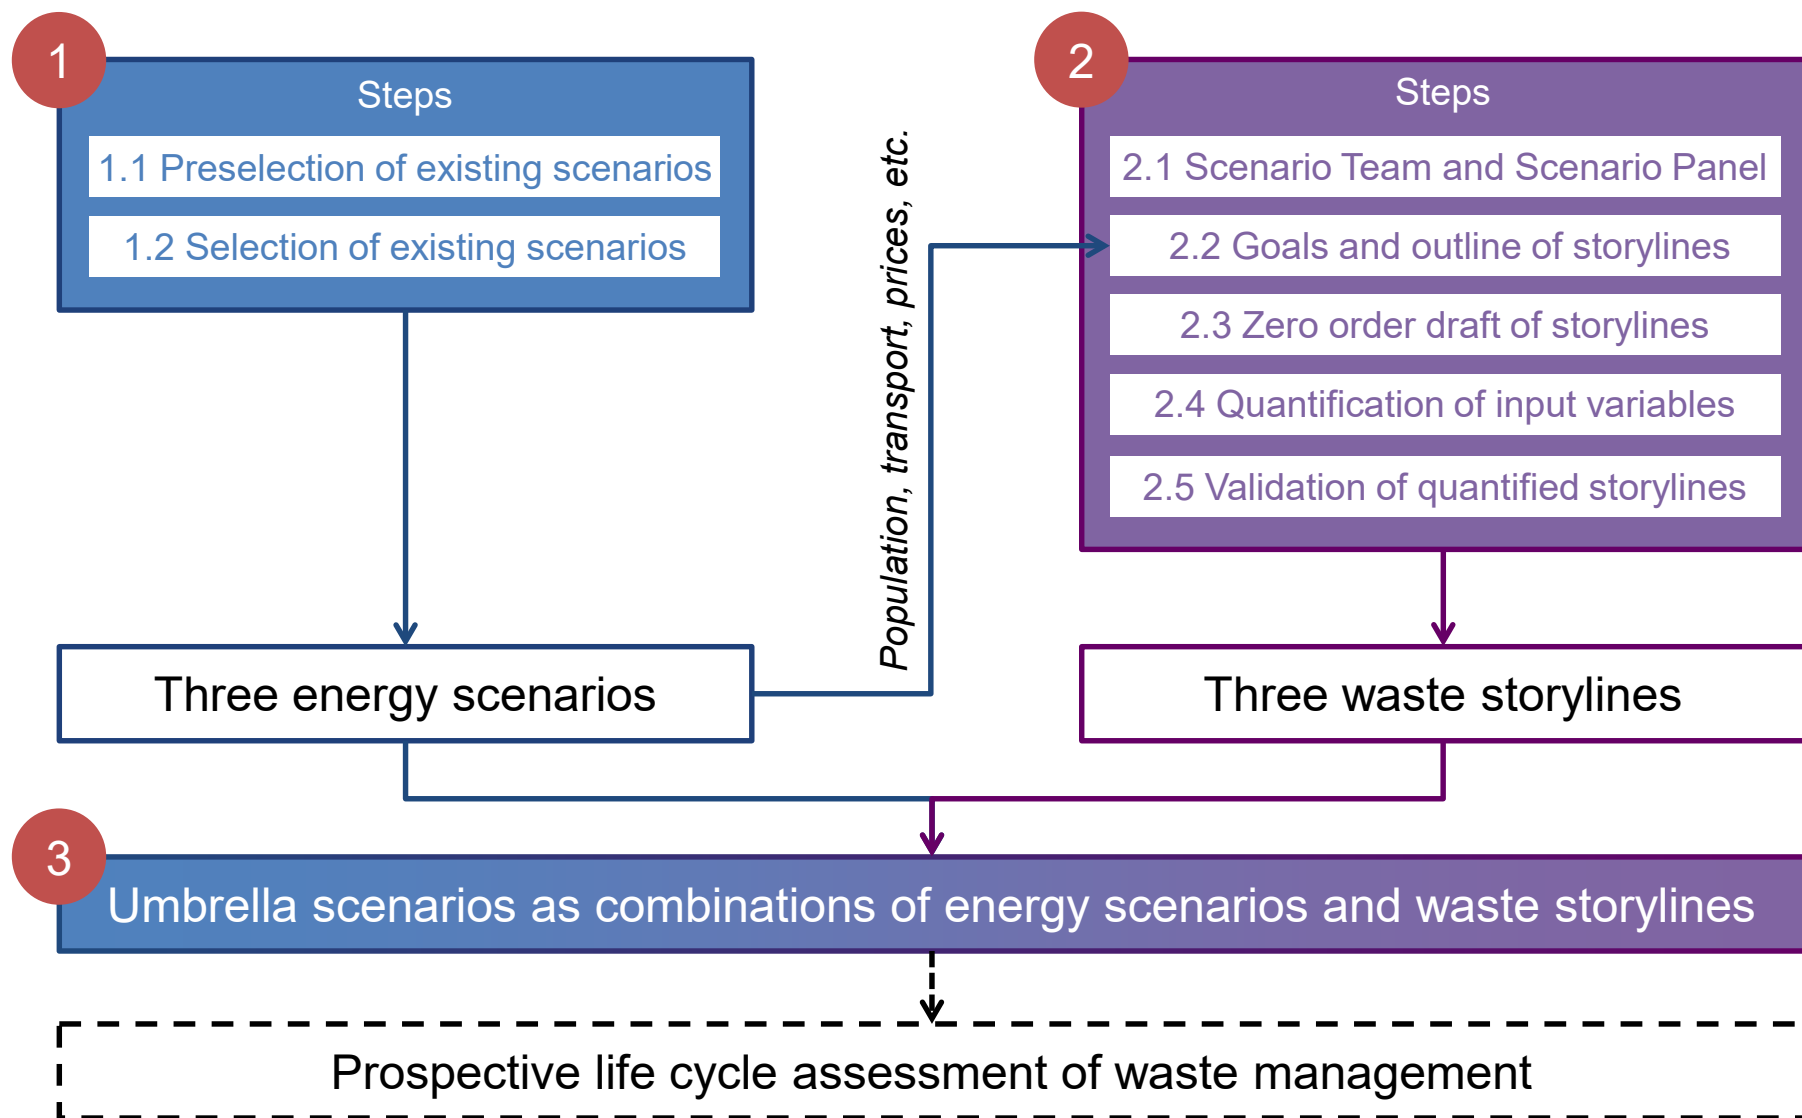 1
Steps
1.1 Preselection of existing scenarios
1.2 Selection of existing scenarios
Population, transport, prices, etc.
2
Steps
2.1 Scenario Team and Scenario Panel
2.2 Goals and outline of storylines
2.3 Zero order draft of storylines
2.4 Quantification of input variables
2.5 Validation of quantified storylines
Three energy scenarios
Three waste storylines
3
Umbrella scenarios as combinations of energy scenarios and waste storylines
Prospective life cycle assessment of waste management